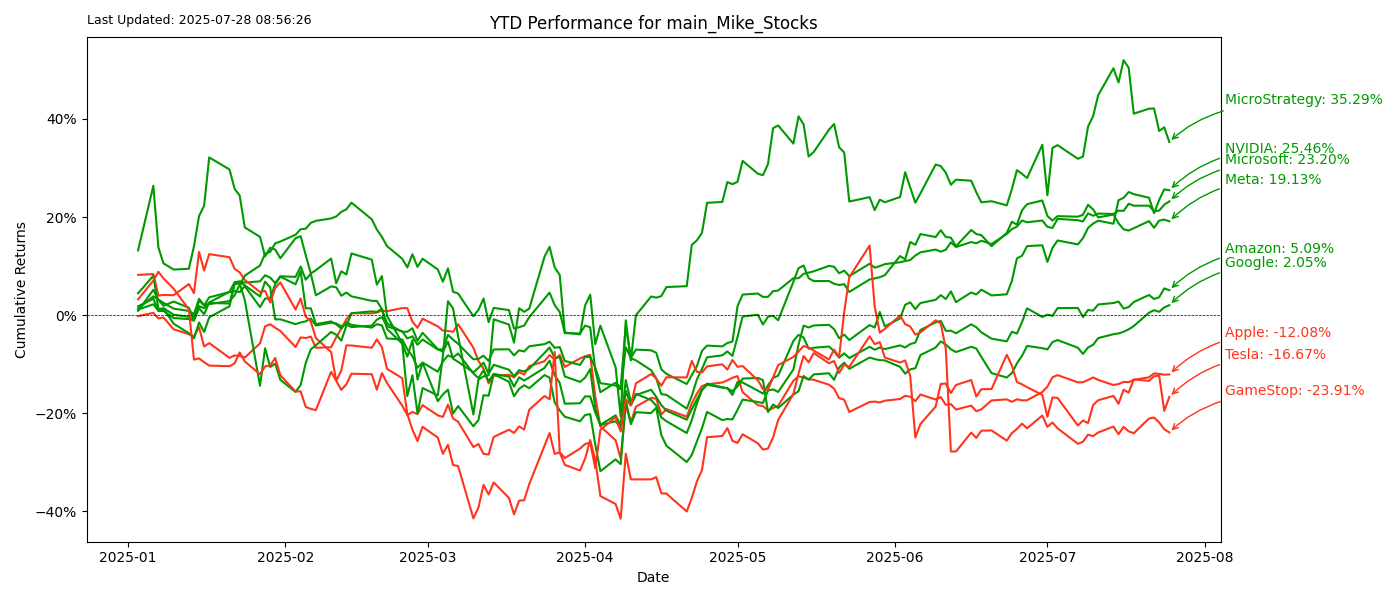 Last Updated: 2025-07-28 08:56:26
YTD Performance for main_Mike_Stocks
Cumulative Returns
40%
20%
0%
−20%
−40%
MicroStrategy: 35.29%
NVIDIA: 25.46%
Microsoft: 23.20%
Meta: 19.13%
Amazon: 5.09%
Google: 2.05%
Apple: -12.08%
Tesla: -16.67%
GameStop: -23.91%
2025-01
2025-02
2025-03
2025-04
2025-05
2025-06
2025-07
2025-08
Date